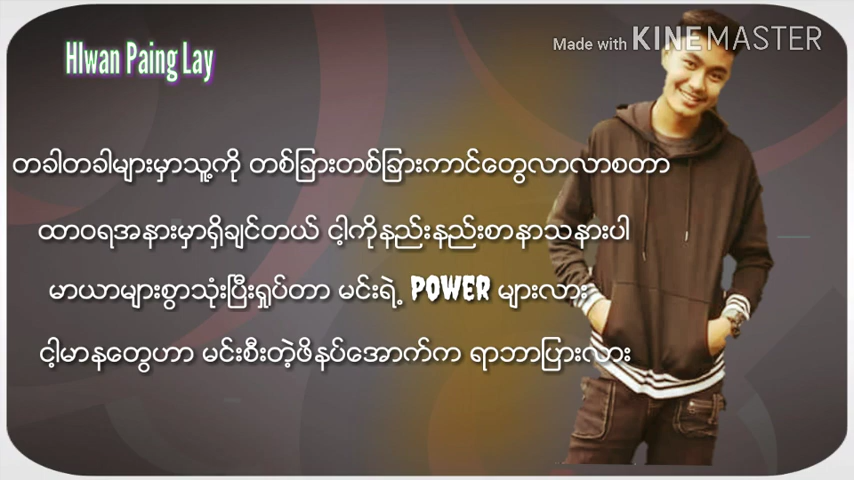 Hlwan Paing Lay
Made with KINEMASTER
တခါတခါများမှာသူ့ကို တစ်ခြားတစ်ခြားကာင်တွေလာလာစတာ
ထာဝရအနားမှာရှိချင်တယ် ငါ့ကိုနည်းနည်းစာနာသနားပါ
မာယာများစွာသုံးပြီးရှုပ်တာ မင်းရဲ့ POWER များလား
ငါ့မာနတွေဟာ မင်းစီးတဲ့ဖိနပ်အောက်က ရာဘာပြားလား